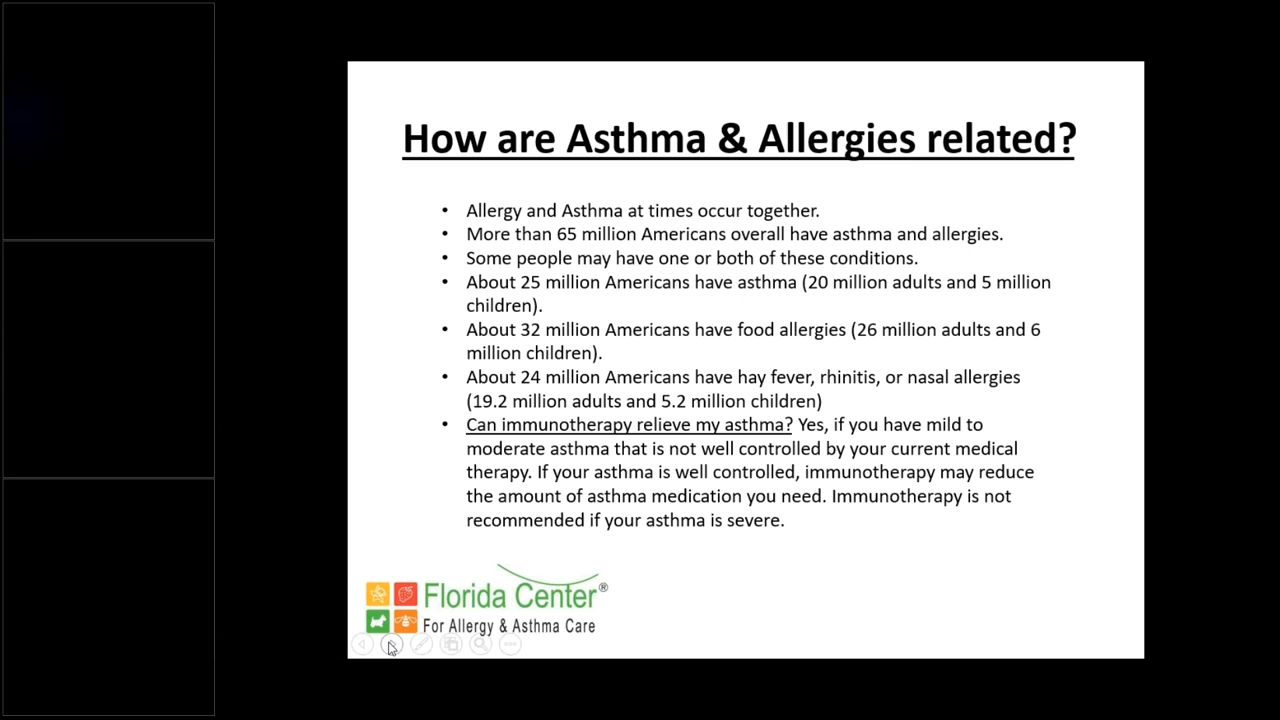 How are Asthma & Allergies related?
• Allergy and Asthma at times occur together.
• More than 65 million Americans overall have asthma and allergies.
• Some people may have one or both of these conditions.
• About 25 million Americans have asthma (20 million adults and 5 million
children).
• About 32 million Americans have food allergies (26 million adults and 6
million children).
• About 24 million Americans have hay fever, rhinitis, or nasal allergies
(19.2 million adults and 5.2 million children)
• Can immunotherapy relieve my asthma? Yes, if you have mild to
moderate asthma that is not well controlled by your current medical
therapy. If your asthma is well controlled, immunotherapy may reduce
the amount of asthma medication you need. Immunotherapy is not
recommended if your asthma is severe.
Florida Center®
For Allergy & Asthma Care